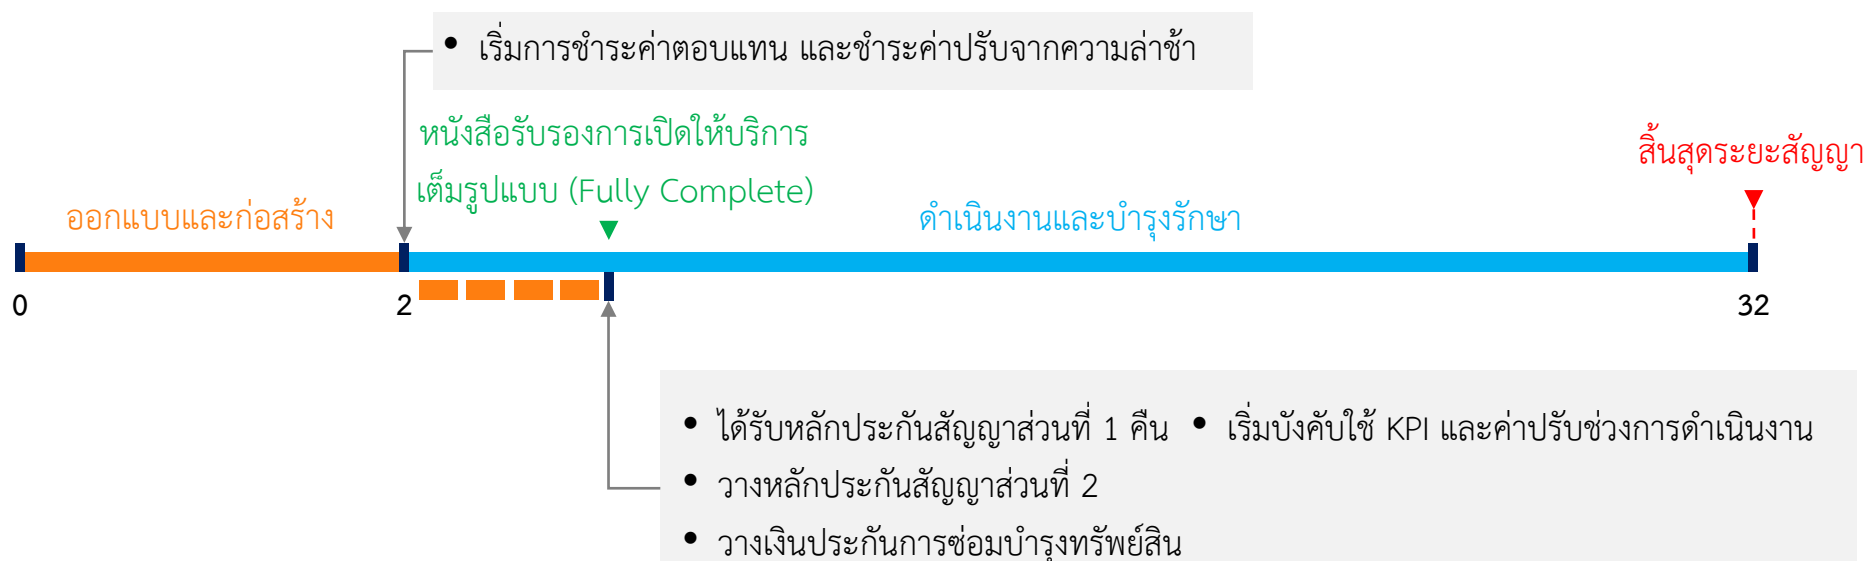 • เริ่มการชำระค่าตอบแทน และชำระค่าปรับจากความล่าช้า
หนังสือรับรองการเปิดให้บริการ
เต็มรูปแบบ (Fully Complete)
สิ้นสุดระยะสัญญา
ออกแบบและก่อสร้าง
ดำเนินงานและบำรุงรักษา
0
2
32
• ได้รับหลักประกันสัญญาส่วนที่ 1 คืน • เริ่มบังคับใช้ KPI และค่าปรับช่วงการดำเนินงาน
• วางหลักประกันสัญญาส่วนที่ 2
• วางเงินประกันการซ่อมบำรุงทรัพย์สิน